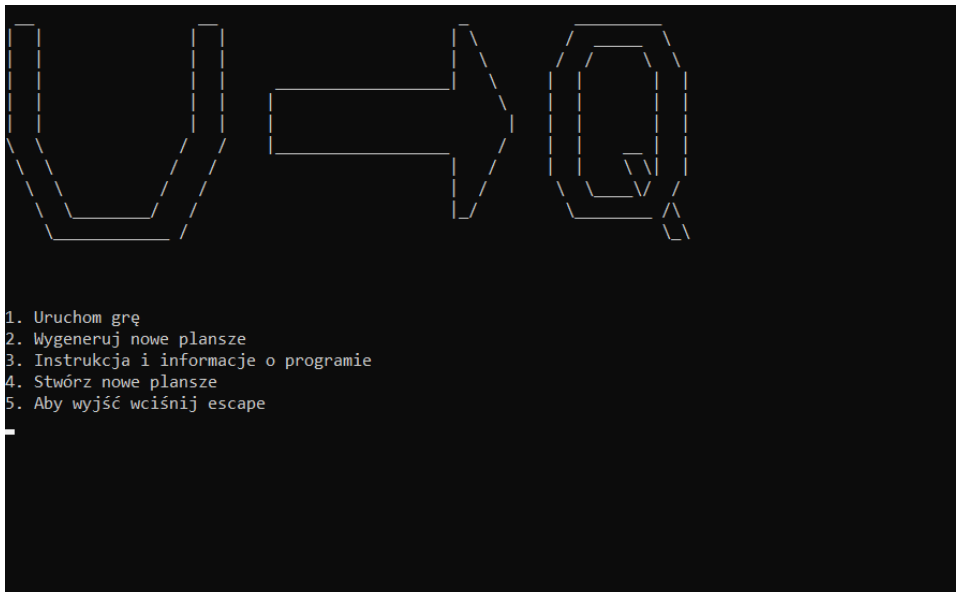 U→Q
1. Uruchom grę
2. Wygeneruj nowe plansze
3. Instrukcja i informacje o programie
4. Stwórz nowe plansze
5. Aby wyjść wciśnij escape